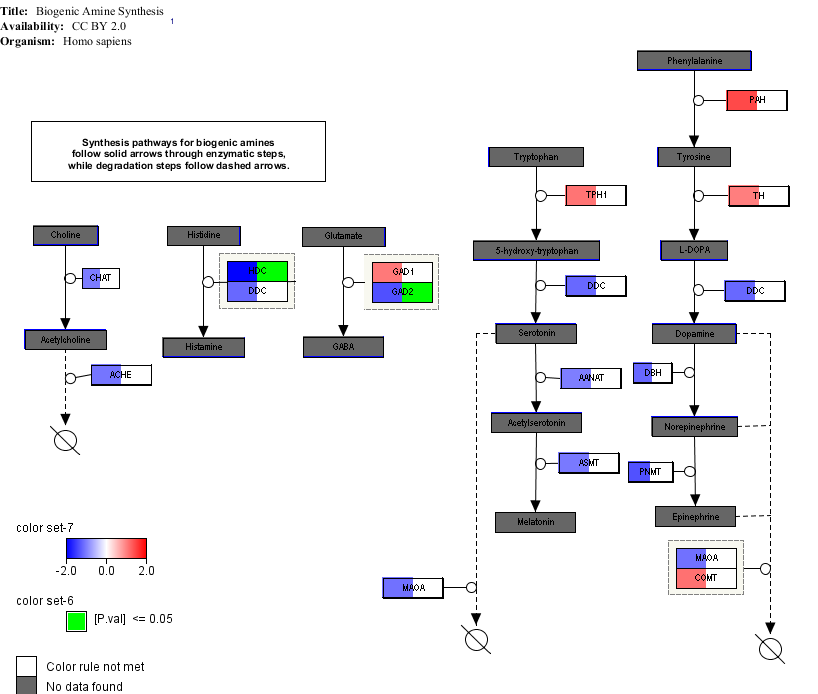 Title: Biogenic Amine Synthesis
1
Availability: CC BY 2.0
Organism: Homo sapiens
Phenylalanine
PAH
Synthesis pathways for biogenic amines
follow solid arrows through enzymatic steps,
while degradation steps follow dashed arrows.
Tryptophan
Tyrosine
TPH1
TH
Choline
Histidine
Glutamate
5-hydroxy-tryptophan
L-DOPA
CHAT
HDC
DDC
GAD1
GAD2
DDC
DDC
Acetylcholine
Histamine
GABA
Serotonin
Dopamine
ACHE
AANAT
DBH
Acetylserotonin
Norepinephrine
ASMT
PNMT
Melatonin
Epinephrine
color set-7
-2.0 0.0 2.0
MAOA
MAOA
COMT
color set-6
[P.val] <= 0.05
Color rule not met
No data found